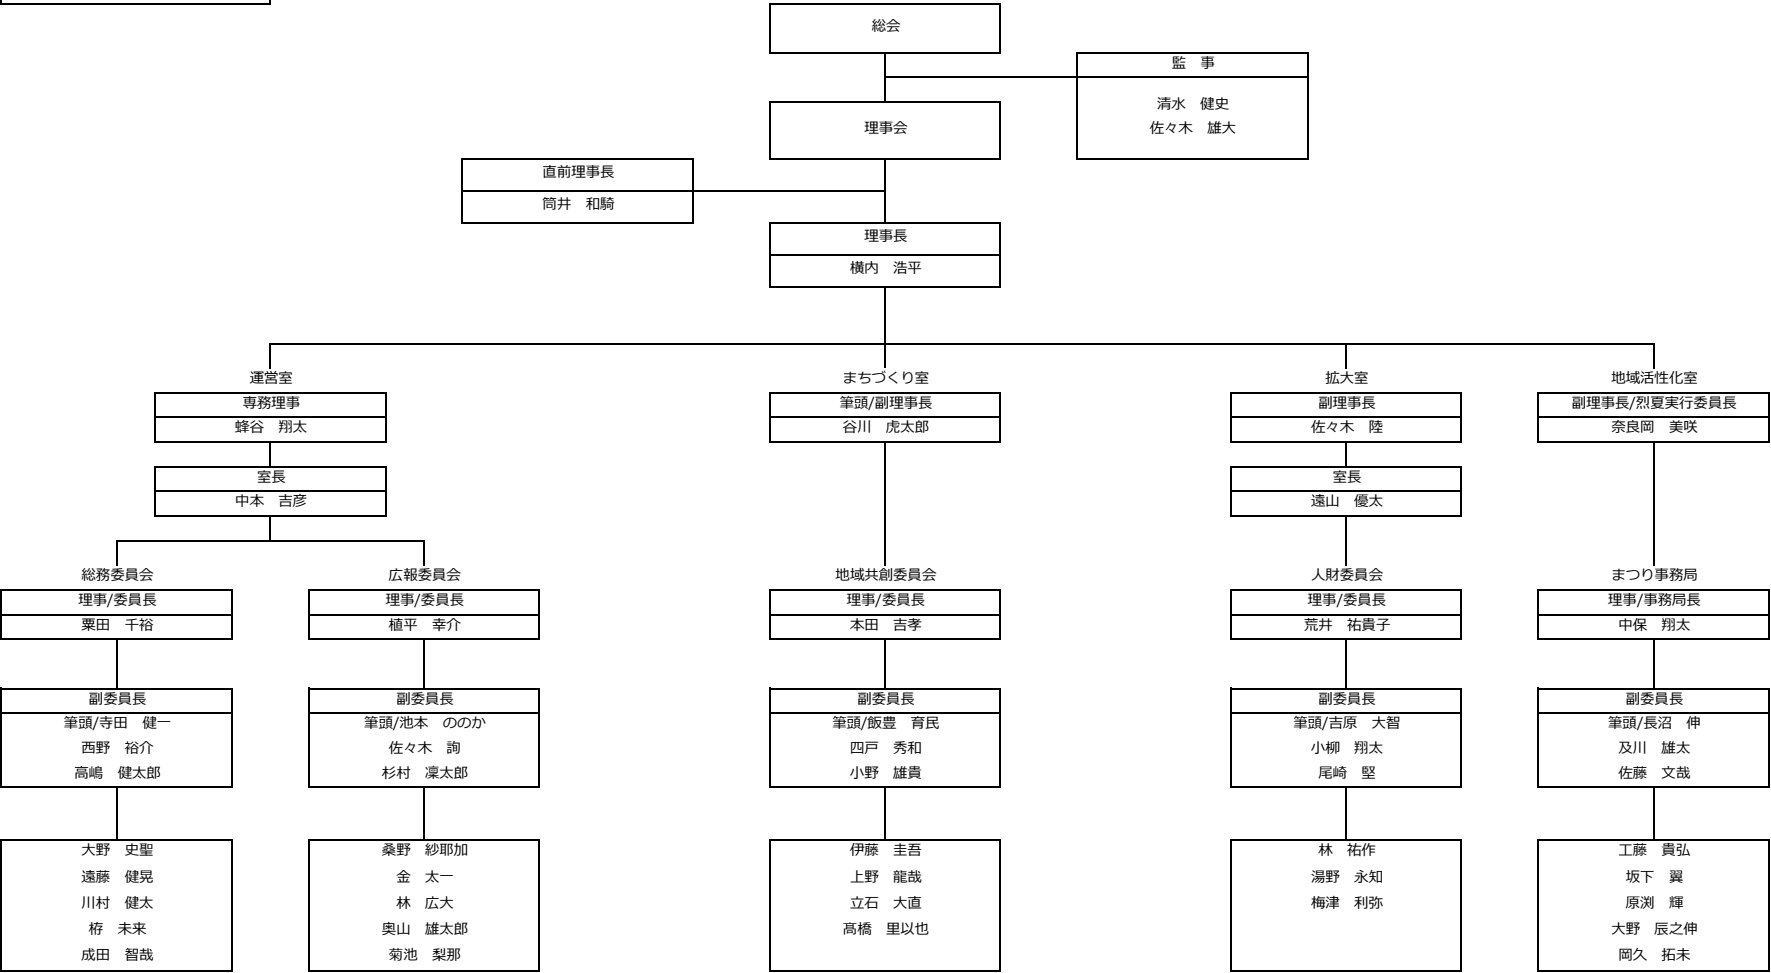 総会
監　事
清水　健史
佐々木　雄大
理事会
直前理事長
筒井　和騎
理事長
横内　浩平
運営室
専務理事
蜂谷　翔太
室長
中本　吉彦
総務委員会
理事/委員長
粟田　千裕
副委員長
筆頭/寺田　健一
西野　裕介
高嶋　健太郎
大野　史聖
遠藤　健晃
川村　健太
栫　未来
成田　智哉
広報委員会
理事/委員長
植平　幸介
副委員長
筆頭/池本　ののか
佐々木　詢
杉村　凜太郎
桑野　紗耶加
金　太一
林　広大
奥山　雄太郎
菊池　梨那
まちづくり室
筆頭/副理事長
谷川　虎太郎
地域共創委員会
理事/委員長
本田　吉孝
副委員長
筆頭/飯豊　育民
四戸　秀和
小野　雄貴
伊藤　圭吾
上野　龍哉
立石　大直
髙橋　里以也
拡大室
副理事長
佐々木　陸
室長
遠山　優太
人財委員会
理事/委員長
荒井　祐貴子
副委員長
筆頭/吉原　大智
小柳　翔太
尾崎　堅
林　祐作
湯野　永知
梅津　利弥
地域活性化室
副理事長/烈夏実行委員長
奈良岡　美咲
まつり事務局
理事/事務局長
中保　翔太
副委員長
筆頭/長沼　伸
及川　雄太
佐藤　文哉
工藤　貴弘
坂下　翼
原渕　輝
大野　辰之伸
岡久　拓未